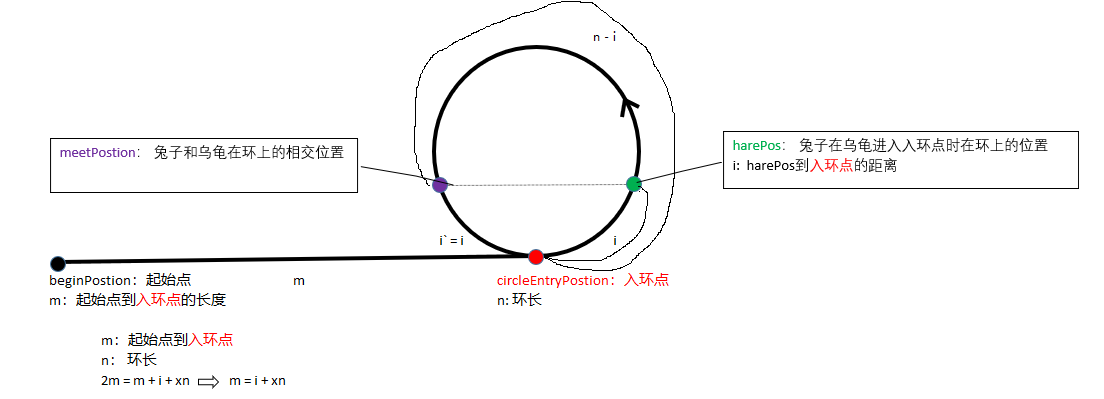 n - i
meetPostion： 兔子和乌龟在环上的相交位置
harePos： 兔子在乌龟进入入环点时在环上的位置
i: harePos到入环点的距离
i`= i
i
beginPostion：起始点
m
circleEntryPostion：入环点
m：起始点到入环点的长度
n: 环长
m：起始点到入环点
n： 环长
2m = m + i + xn m = i + xn